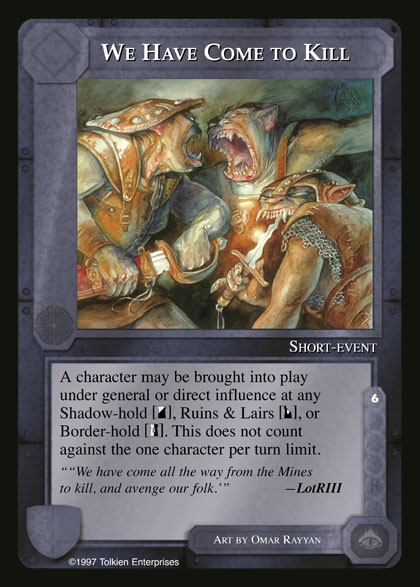 We Have Come to Kill
Short-event
A character may be brought into play
under general or direct influence at any
Shadow-hold [], Ruins & Lairs [], or
Border-hold []. This does not count
against the one character per turn limit.
6
““We have come all the way from the Mines
to kill, and avenge our folk.’” —LotRIII
H
Art by Omar Rayyan
©1997 Tolkien Enterprises